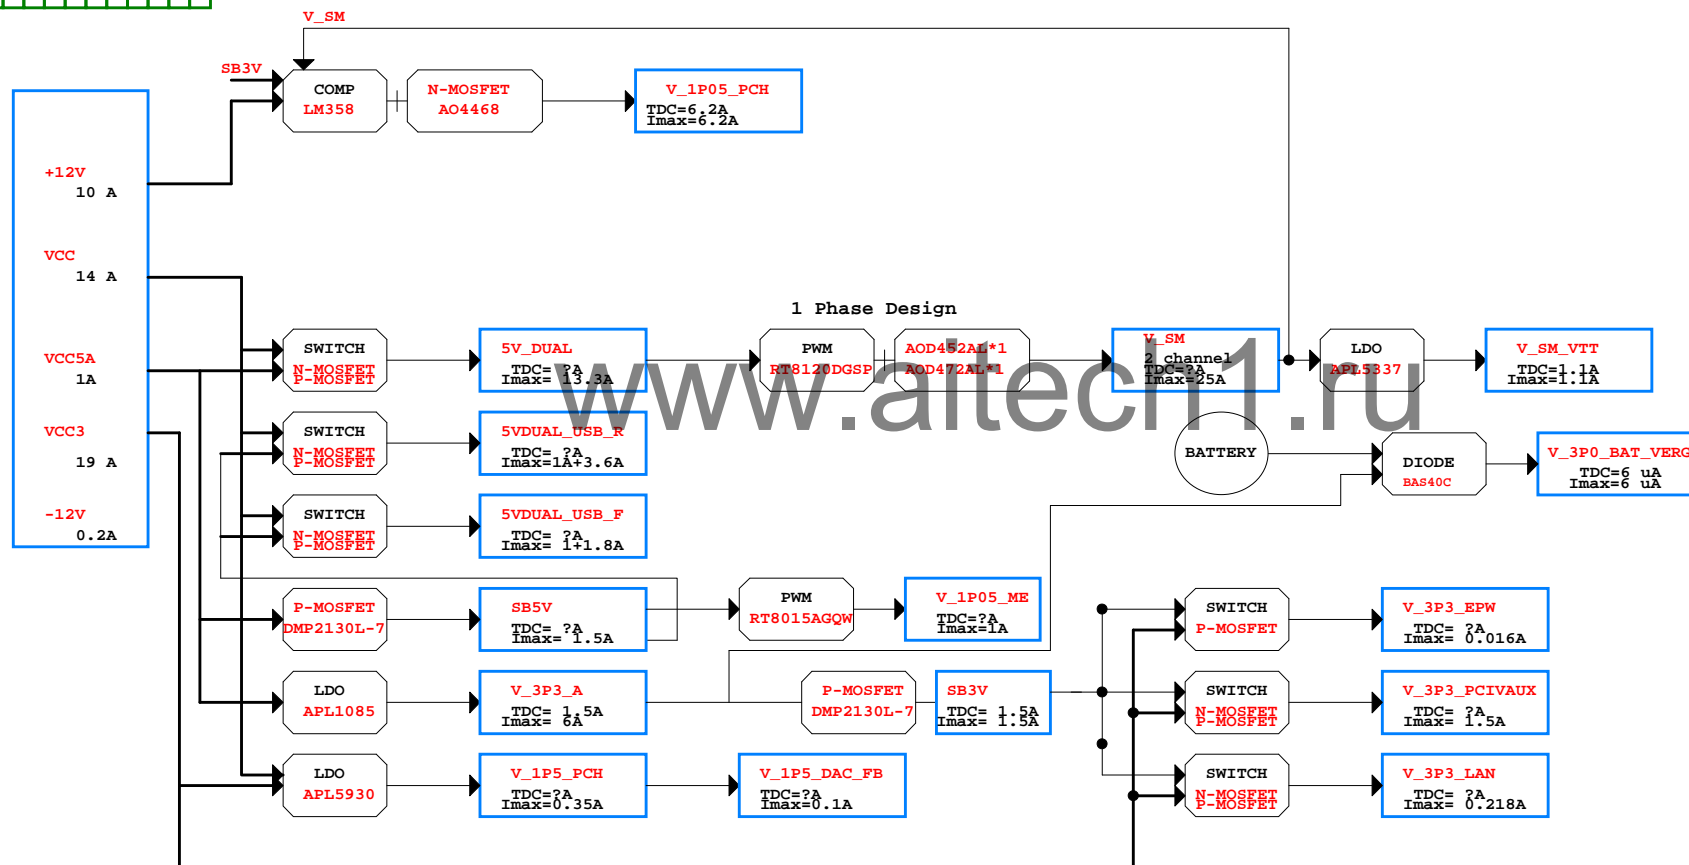 V_SM
SB3V
COMP
LM358
N-MOSFET
AO4468
V_1P05_PCH
TDC=6.2A
Imax=6.2A
+12V
10 A
VCC
14 A
VCC5A
1A
VCC3
19 A
-12V
0.2A
1 Phase Design
SWITCH
N-MOSFET
P-MOSFET
5V_DUAL
TDC= ?A
Imax= 13.3A
PWM
RT8120DGSP
AOD452AL*1
AOD472AL*1
V_SM
2 channel
TDC=?A
Imax=25A
LDO
APL5337
V_SM_VTT
TDC=1.1A
Imax=1.1A
www.aitech1.ru
SWITCH
N-MOSFET
P-MOSFET
5VDUAL_USB_R
TDC= ?A
Imax=1A+3.6A
BATTERY
DIODE
BAS40C
V_3P0_BAT_VERG
TDC=6 uA
Imax=6 uA
SWITCH
N-MOSFET
P-MOSFET
5VDUAL_USB_F
TDC= ?A
Imax= 1+1.8A
P-MOSFET
DMP2130L-7
SB5V
TDC= ?A
Imax= 1.5A
PWM
RT8015AGQW
V_1P05_ME
TDC=?A
Imax=1A
SWITCH
P-MOSFET
V_3P3_EPW
TDC= ?A
Imax= 0.016A
LDO
APL1085
V_3P3_A
TDC= 1.5A
Imax= 6A
P-MOSFET
DMP2130L-7
SB3V
TDC= 1.5A
Imax= 1.5A
SWITCH
N-MOSFET
P-MOSFET
V_3P3_PCIVAUX
TDC= ?A
Imax= 1.5A
LDO
APL5930
V_1P5_PCH
TDC=?A
Imax=0.35A
V_1P5_DAC_FB
TDC=?A
Imax=0.1A
SWITCH
N-MOSFET
P-MOSFET
V_3P3_LAN
TDC= ?A
Imax= 0.218A